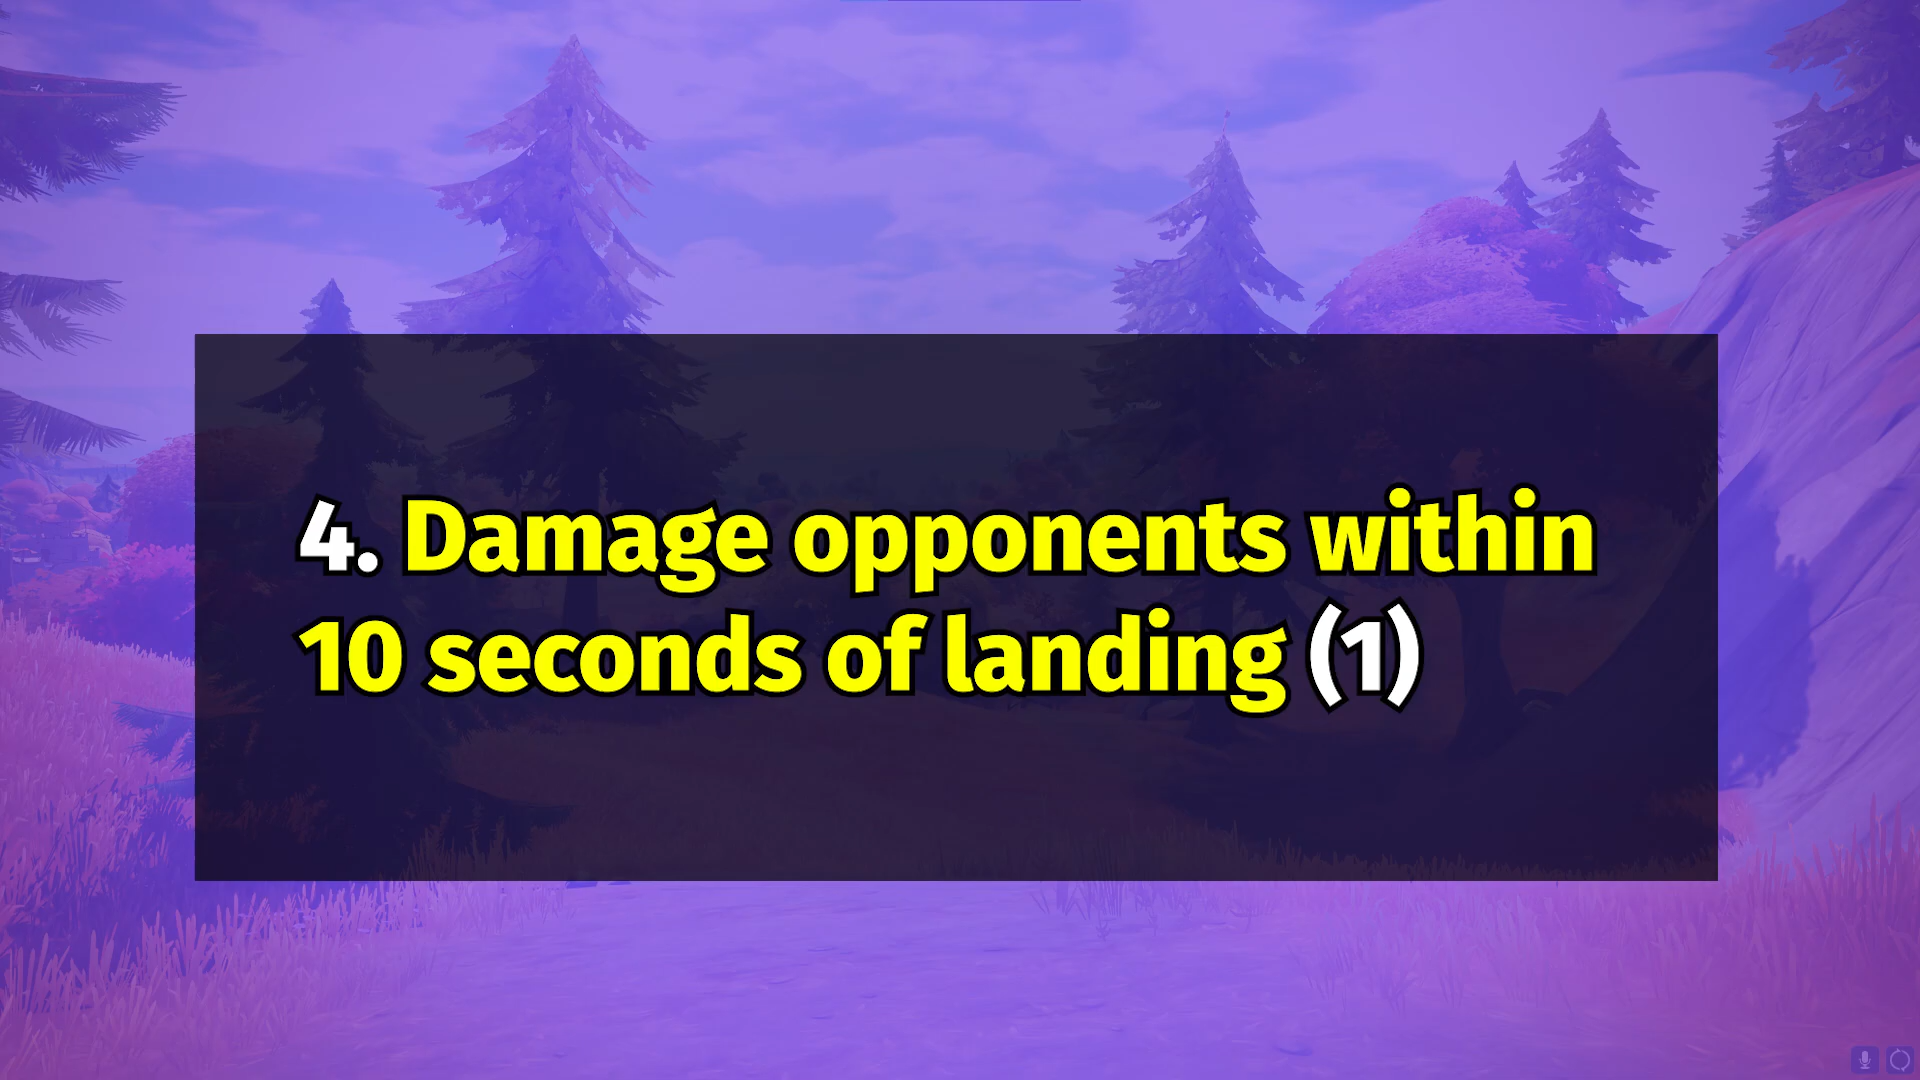 4. Damage opponents within
10 seconds of landing (1)